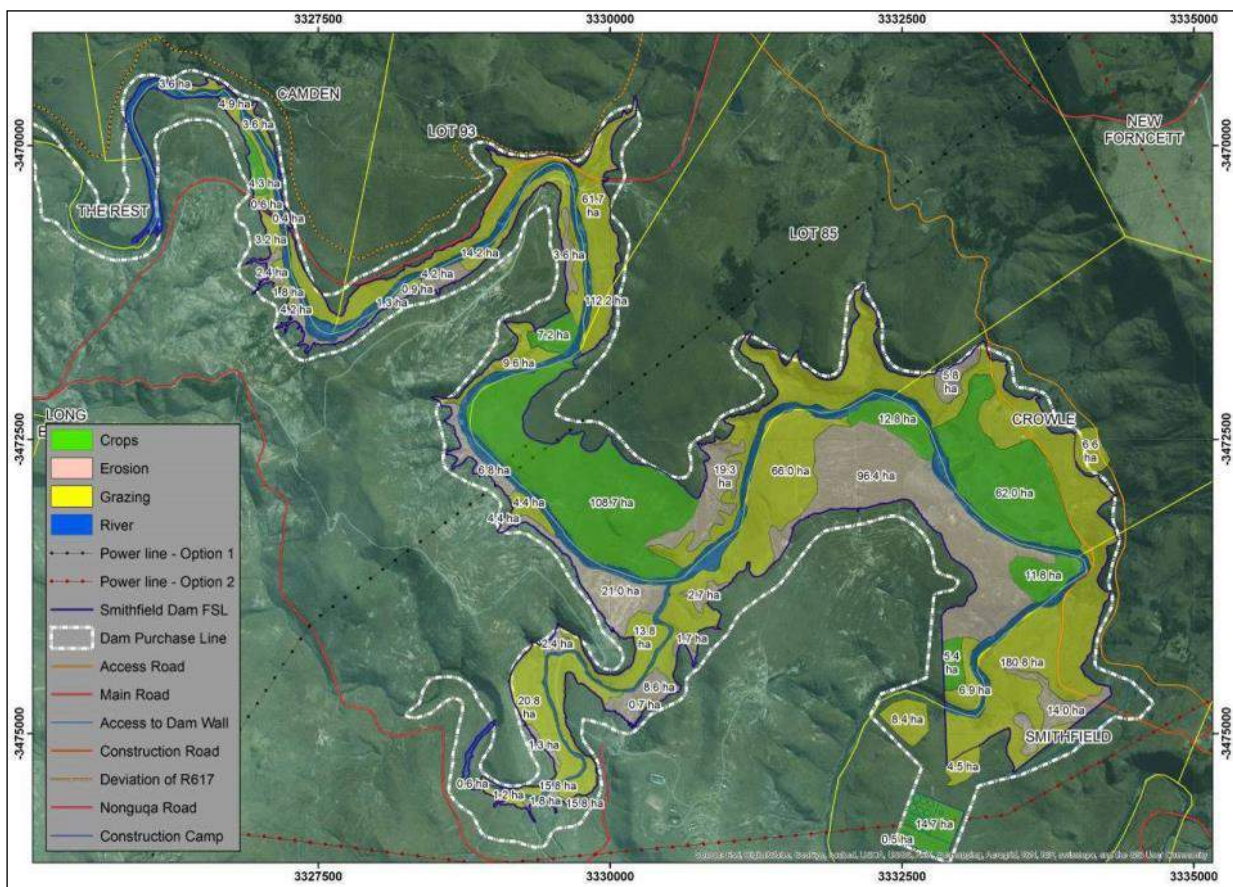 3327500
3330000
3332500
3335000
3.6 ha
CAMDEN
4.9 ha
3.6 ha
LOT 93
NEW
FORNCETT
-3470000
-3470000
4.3 ha
0.6 ha
THE REST
0.4 ha
61.7
ha
3.2 ha
LOT 85
14.2 ha
3.6 ha
2.4 ha
4.2 ha
1.8 ha
0.9 ha
4.2 ha
1.3 ha
112.2 ha
7.2 ha
9.6 ha
5.8
ha
LONG
12.8 ha
CROWLE
-3472500
-3472500
6.6
ha
Crops
Erosion
Grazing
River
Power line - Option 1
Power line - Option 2
Smithfield Dam FSL
Dam Purchase Line
Access Road
Main Road
Access to Dam Wall
Construction Road
Deviation of R617
Nonguqa Road
Construction Camp
6.8 ha
19.3
ha
66.0 ha
96.4 ha
62.0 ha
4.4 ha
108.7 ha
4.4 ha
11.8 ha
21.0 ha
2.7 ha
13.8
ha
1.7 ha
2.4 ha
5.4
ha
180.8 ha
8.6 ha
6.9 ha
0.7 ha
20.8
ha
14.0 ha
8.4 ha
SMITHFIELD
-3475000
-3475000
1.3 ha
4.5 ha
0.6 ha
15.8 ha
1.2 ha
1.8 ha
15.8 ha
14.7 ha
0.5 ha
3327500
3330000
3332500
3335000